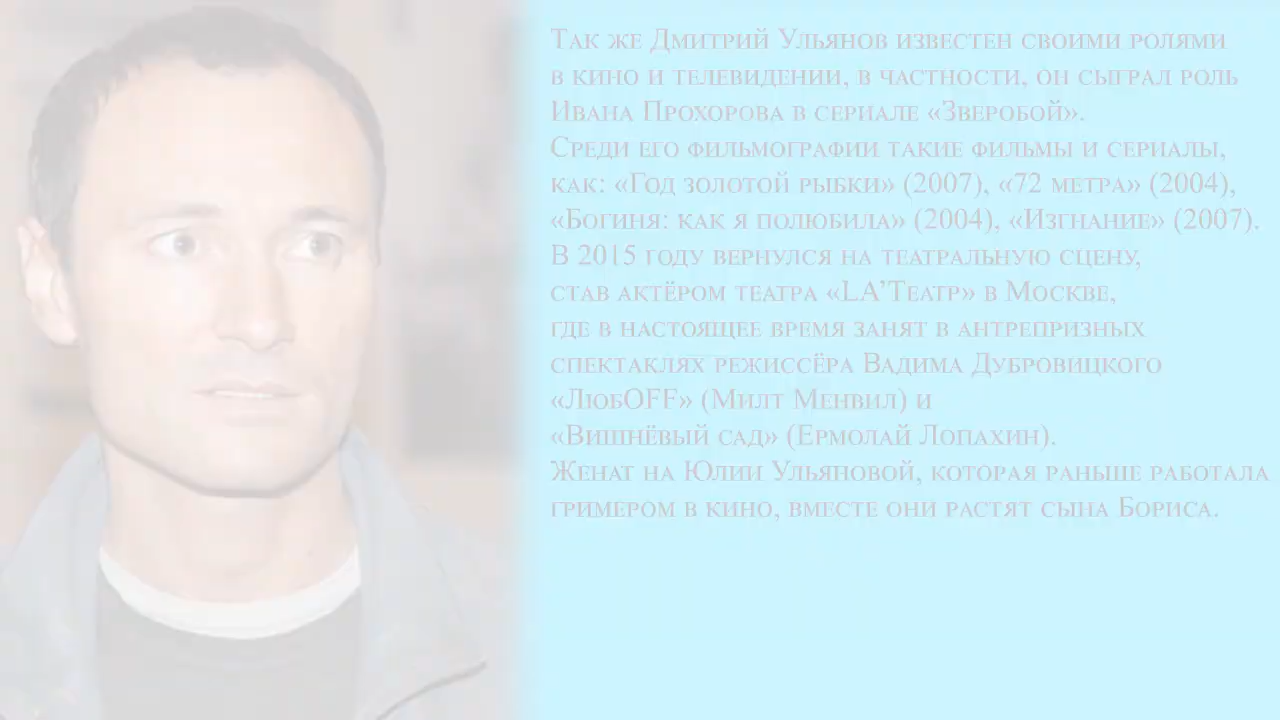 Так же Дмитрий Ульянов известен своими ролями
в кино и телевидении, в частности, он сыграл роль
Ивана Прохорова в сериале «Зверобой».
Среди его фильмографии такие фильмы и сериалы,
как: «Год золотой рыбки» (2007), «72 метра» (2004),
«Богиня: как я полюбила» (2004), «Изгнание» (2007).
В 2015 году вернулся на театральную сцену,
став актёром театра «LA’Театр» в Москве,
где в настоящее время занят в антрепризных
спектаклях режиссёра Вадима Дубровицкого
«ЛюбOFF» (Милт Менвил) и
«Вишнёвый сад» (Ермолай Лопахин).
Женат на Юлии Ульяновой, которая раньше работала
гримером в кино, вместе они растят сына Бориса.